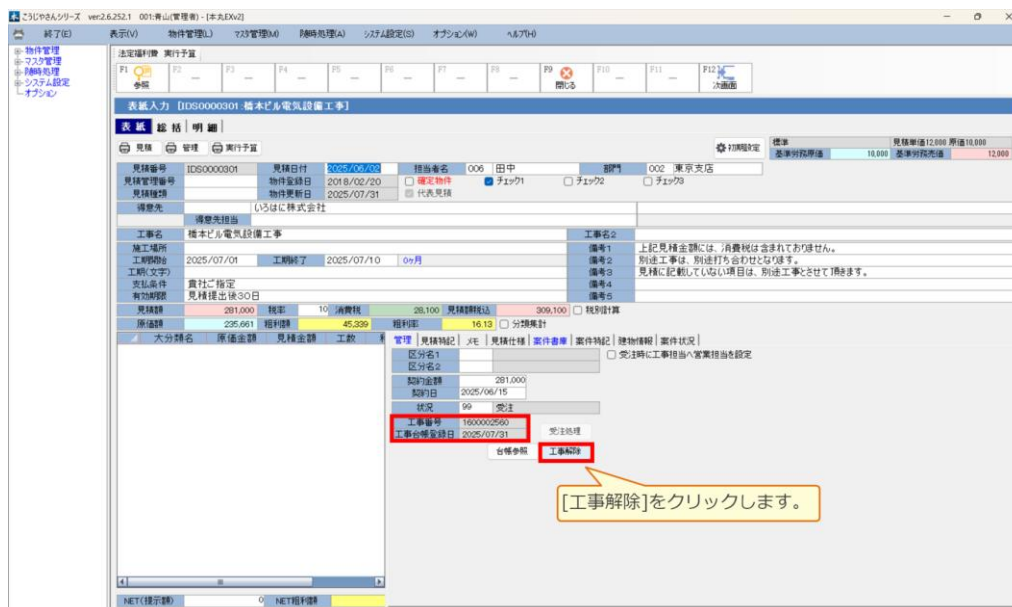 こうじやさんシリーズ ver:2.6.252.1 001:青山(管理者) - [本丸EXv2]
終了(E) 表示(V) 物件管理(L) マスタ管理(M) 随時処理(A) システム設定(S) オプション(W) ヘルプ(H)
物件管理
マスタ管理
随時処理
システム設定
オプション
法定福利費 実行予算
F1 参照 F2 F3 F4 F5 F6 F7 F8 F9 閉じる F10 F11 F12 次画面
表紙入力 [IDS0000301:橋本ビル電気設備工事]
表紙 総括 明細
見積 管理 実行予算 初期設定
標準 見積単価12,000 原価10,000
基準労務原価 10,000 基準労務売価 12,000
見積番号 IDS0000301 見積日付 2025/06/02 担当者名 006 田中 部門 002 東京支店
見積管理番号 物件登録日 2018/02/20 確定物件 チェック1 チェック2 チェック3
見積種類 物件更新日 2025/07/31 代表見積
得意先 いろはに株式会社
得意先担当
工事名 橋本ビル電気設備工事 工事名2
施工場所 備考1 上記見積金額には、消費税は含まれておりません。
工期開始 2025/07/01 工期終了 2025/07/10 0ヶ月 備考2 別途工事は、別途打ち合わせとなります。
工期(文字) 備考3 見積に記載していない項目は、別途工事とさせて頂きます。
支払条件 貴社ご指定 備考4
有効期限 見積提出後30日 備考5
見積額 281,000 税率 10 消費税 28,100 見積額税込 309,100 税別計算
原価額 235,661 粗利額 45,339 粗利率 16.13 分類集計
大分類名 原価金額 見積金額 工数
管理 見積特記 メモ 見積仕様 案件書庫 案件特記 建物情報 案件状況
区分名1 受注時に工事担当へ営業担当を設定
区分名2
契約金額 281,000
契約日 2025/06/15
状況 99 受注
工事番号 1600002560
工事台帳登録日 2025/07/31 受注処理
台帳参照 工事解除
[工事解除]をクリックします。
NET(提示額) 0 NET粗利額